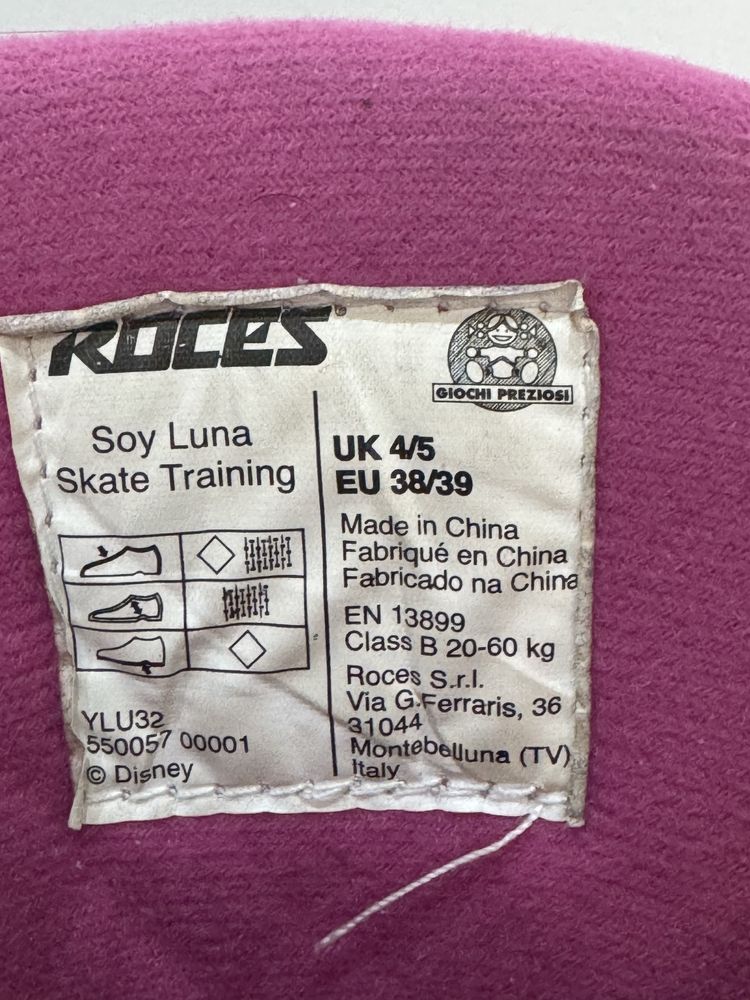 ROCES
GIOCHI PREZIOSI
Soy Luna
Skate Training
YLU32
550057 00001
© Disney
UK 4/5
EU 38/39
Made in China
Fabriqué en China
Fabricado na China
EN 13899
Class B 20-60 kg
Roces S.r.l.
Via G.Ferraris, 36
31044
Montebelluna (TV)
Italy